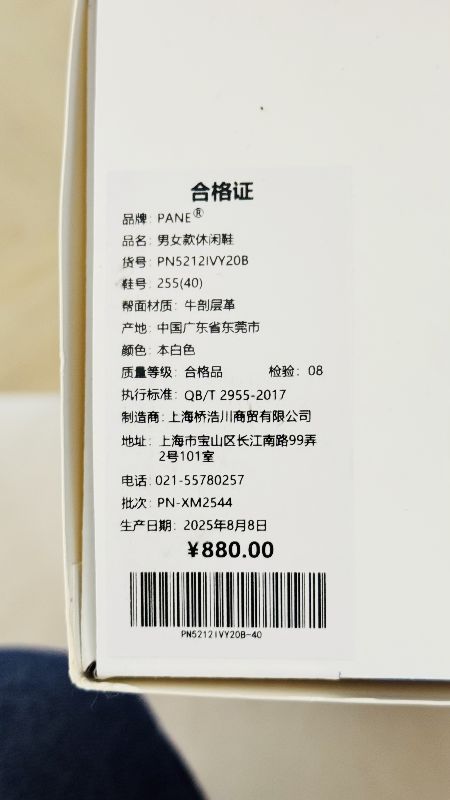 合格证
品牌: PANE®
品名: 男女款休闲鞋
货号: PN5212IVY20B
鞋号: 255(40)
帮面材质: 牛剖层革
产地: 中国广东省东莞市
颜色: 本白色
质量等级: 合格品 检验: 08
执行标准: QB/T 2955-2017
制造商: 上海桥浩川商贸有限公司
地址: 上海市宝山区长江南路99弄
2号101室
电话: 021-55780257
批次: PN-XM2544
生产日期: 2025年8月8日
¥880.00
PN5212IVY20B-40